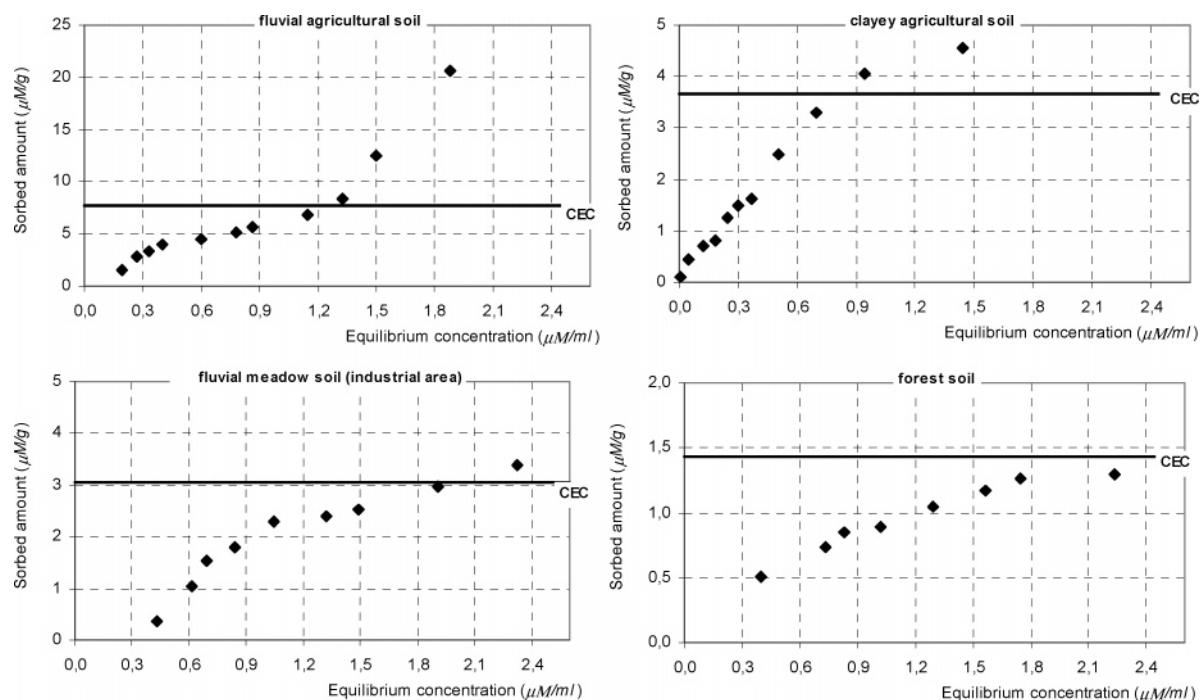 fluvial agricultural soil
25
20
15
10
5
0
Sorbed amount (µM/g)
CEC
0,0 0,3 0,6 0,9 1,2 1,5 1,8 2,1 2,4
Equilibrium concentration (µM/ml)
clayey agricultural soil
5
4
3
2
1
0
Sorbed amount (µM/g)
CEC
0,0 0,3 0,6 0,9 1,2 1,5 1,8 2,1 2,4
Equilibrium concentration (µM/ml)
fluvial meadow soil (industrial area)
5
4
3
2
1
0
Sorbed amount (µM/g)
CEC
0,0 0,3 0,6 0,9 1,2 1,5 1,8 2,1 2,4
Equilibrium concentration (µM/ml)
forest soil
2,0
1,5
1,0
0,5
0,0
Sorbed amount (µM/g)
CEC
0,0 0,3 0,6 0,9 1,2 1,5 1,8 2,1 2,4
Equilibrium concentration (µM/ml)